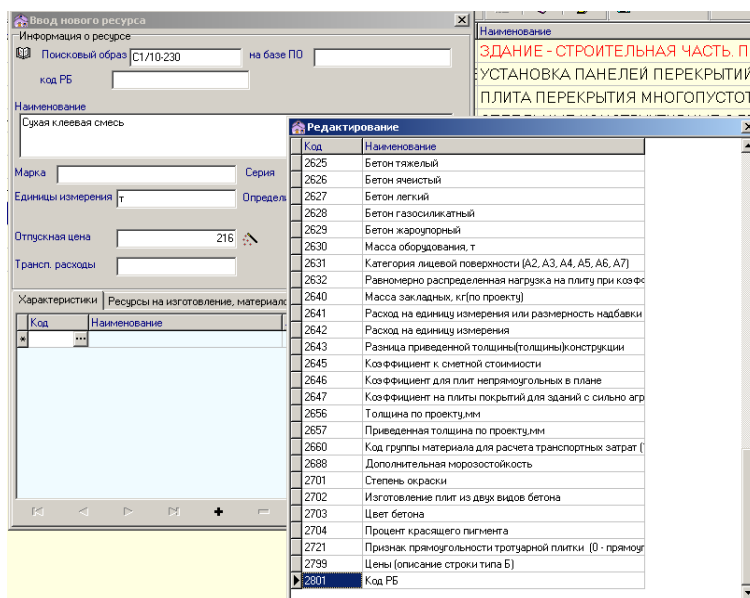 Ввод нового ресурса
Информация о ресурсе
Поисковый образ С1/10-230 на базе ПО
код РБ
Наименование
Сухая клеевая смесь
Марка Серия
Единицы измерения т
Отпускная цена 216
Трансп. расходы
Характеристики Ресурсы на изготовление,
Код Наименование
Наименование
ЗДАНИЕ - СТРОИТЕЛЬНАЯ ЧАСТЬ. П
УСТАНОВКА ПАНЕЛЕЙ ПЕРЕКРЫТИЙ
ПЛИТА ПЕРЕКРЫТИЯ
Редактирование
Код Наименование
2625 Бетон тяжелый
2626 Бетон ячеистый
2627 Бетон легкий
2628 Бетон газосиликатный
2629 Бетон жароупорный
2630 Масса оборудования, т
2631 Категория лицевой поверхности (А2, А3, А4, А5, А6, А7)
2632 Равномерно распределенная нагрузка на плиту при коэфф
2640 Масса закладных, кг(по проекту)
2641 Расход на единицу измерения или размерность надбавки
2642 Расход на единицу измерения
2643 Разница приведенной толщины(толщины)конструкции
2645 Коэффициент к сметной стоимности
2646 Коэффициент для плит непрямоугольных в плане
2647 Коэффициент на плиты покрытий для зданий с сильно агр
2656 Толщина по проекту,мм
2657 Приведенная толщина по проекту,мм
2660 Код группы материала для расчета транспортных затрат (
2688 Дополнительная морозостойкость
2701 Степень окраски
2702 Изготовление плит из двух видов бетона
2703 Цвет бетона
2704 Процент красящего пигмента
2721 Признак прямоугольности тротуарной плитки (0 - прямоуг
2799 Цены (описание строки типа Б)
2801 Код РБ